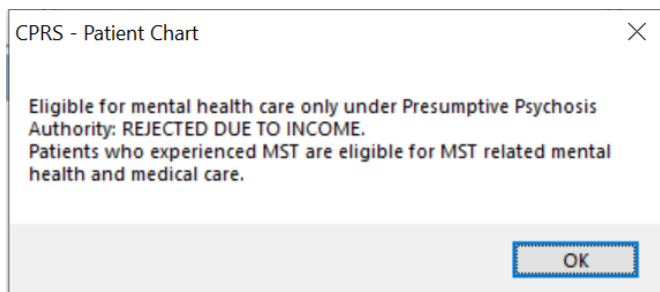 CPRS - Patient Chart
Eligible for mental health care only under Presumptive Psychosis
Authority: REJECTED DUE TO INCOME.
Patients who experienced MST are eligible for MST related mental
health and medical care.
OK